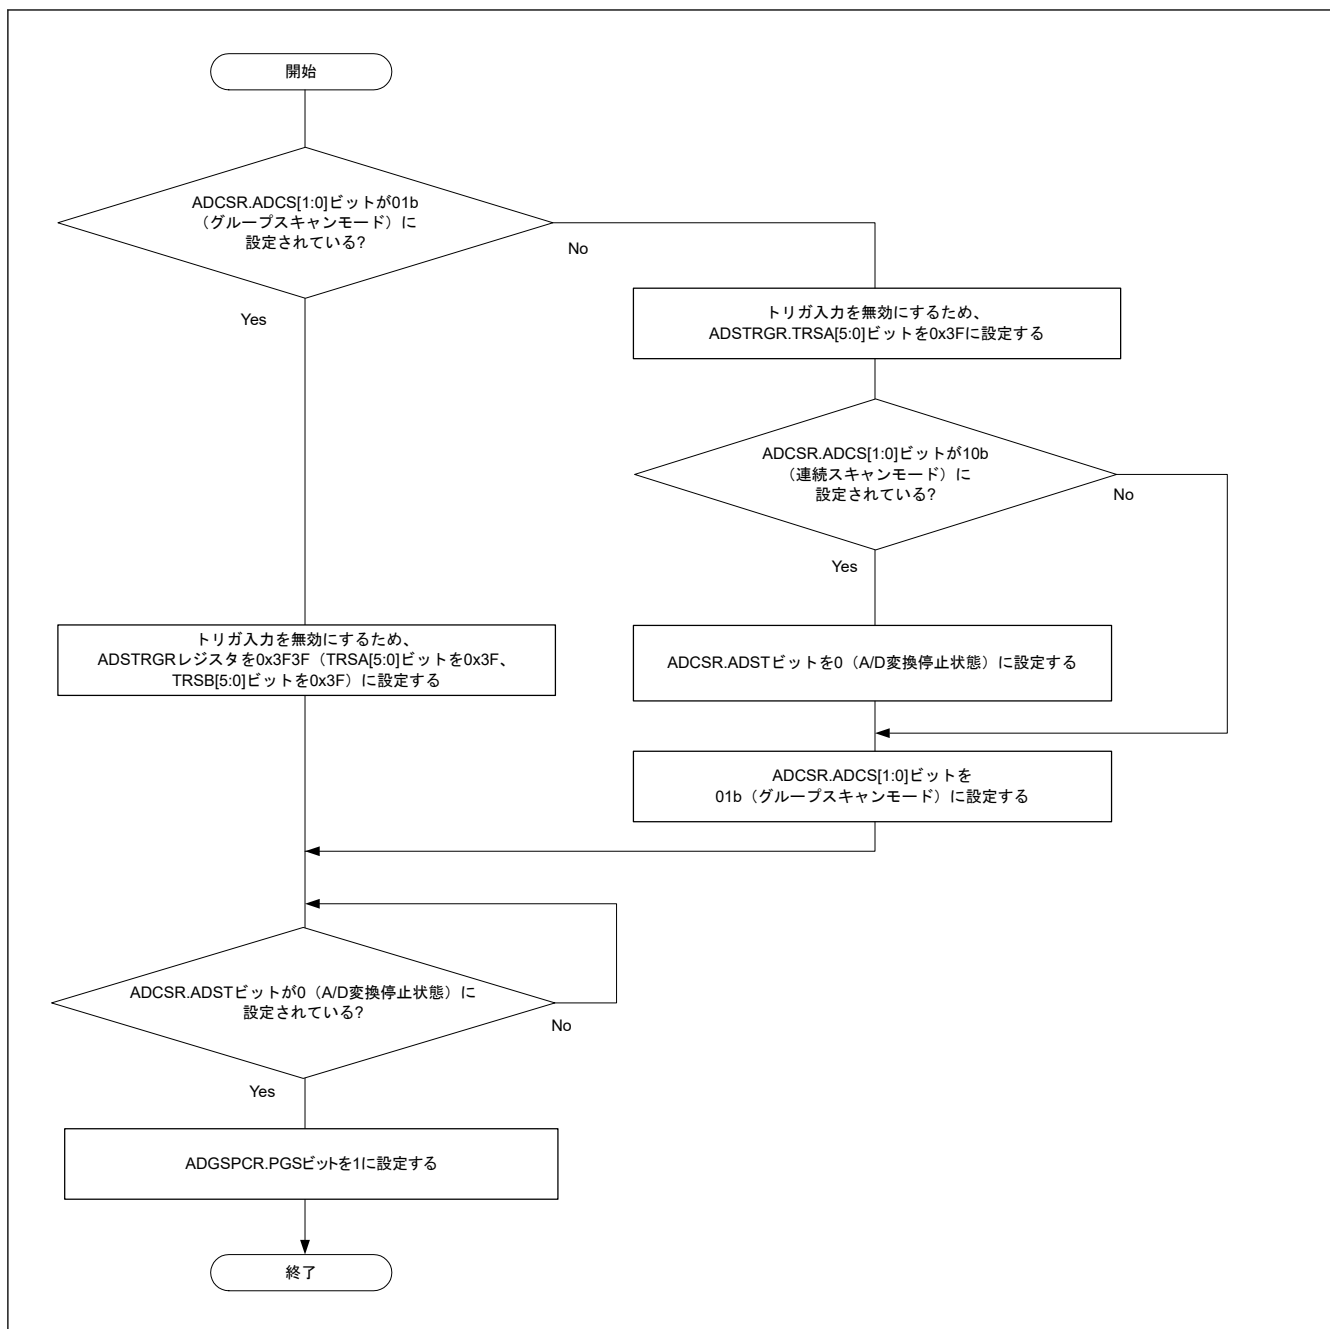 開始
ADCSR.ADCS[1:0]ビットが01b
（グループスキャンモード）に
設定されている?
No
Yes
トリガ入力を無効にするため、
ADSTRGR.TRSA[5:0]ビットを0x3Fに設定する
ADCSR.ADCS[1:0]ビットが10b
（連続スキャンモード）に
設定されている?
No
Yes
トリガ入力を無効にするため、
ADSTRGRレジスタを0x3F3F（TRSA[5:0]ビットを0x3F、
TRSB[5:0]ビットを0x3F）に設定する
ADCSR.ADSTビットを0（A/D変換停止状態）に設定する
ADCSR.ADCS[1:0]ビットを
01b（グループスキャンモード）に設定する
ADCSR.ADSTビットが0（A/D変換停止状態）に
設定されている?
No
Yes
ADGSPCR.PGSビットを1に設定する
終了